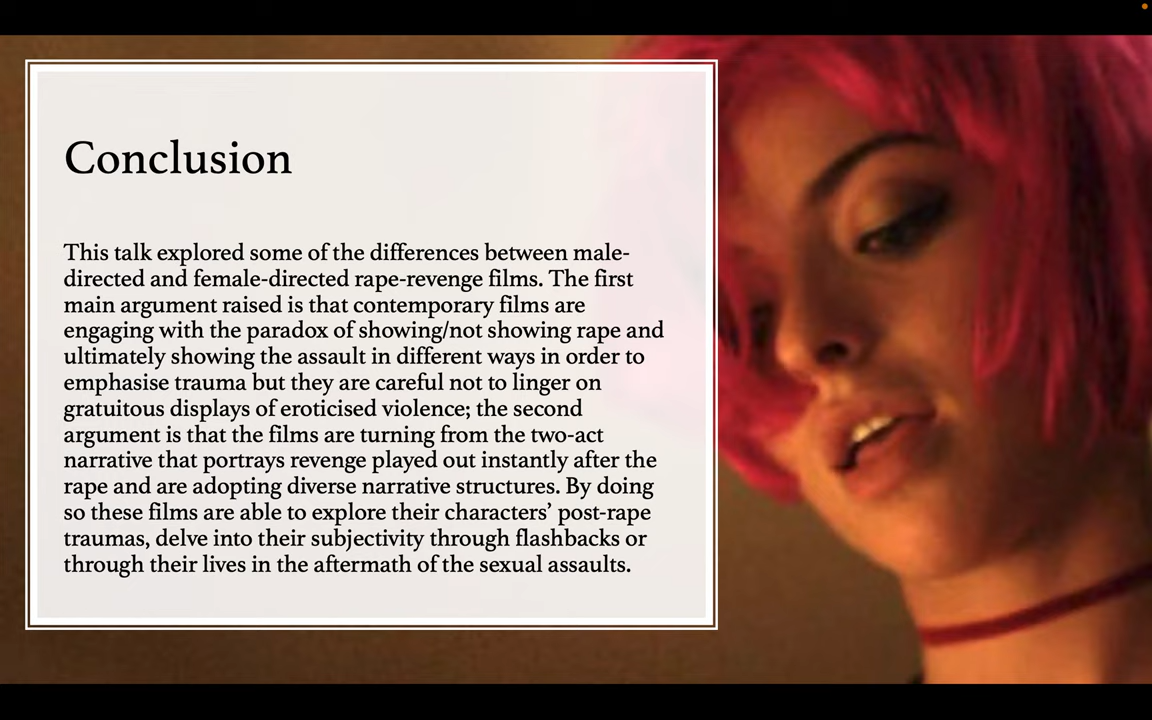 Conclusion
This talk explored some of the differences between male-
directed and female-directed rape-revenge films. The first
main argument raised is that contemporary films are
engaging with the paradox of showing/not showing rape and
ultimately showing the assault in different ways in order to
emphasise trauma but they are careful not to linger on
gratuitous displays of eroticised violence; the second
argument is that the films are turning from the two-act
narrative that portrays revenge played out instantly after the
rape and are adopting diverse narrative structures. By doing
so these films are able to explore their characters’ post-rape
traumas, delve into their subjectivity through flashbacks or
through their lives in the aftermath of the sexual assaults.